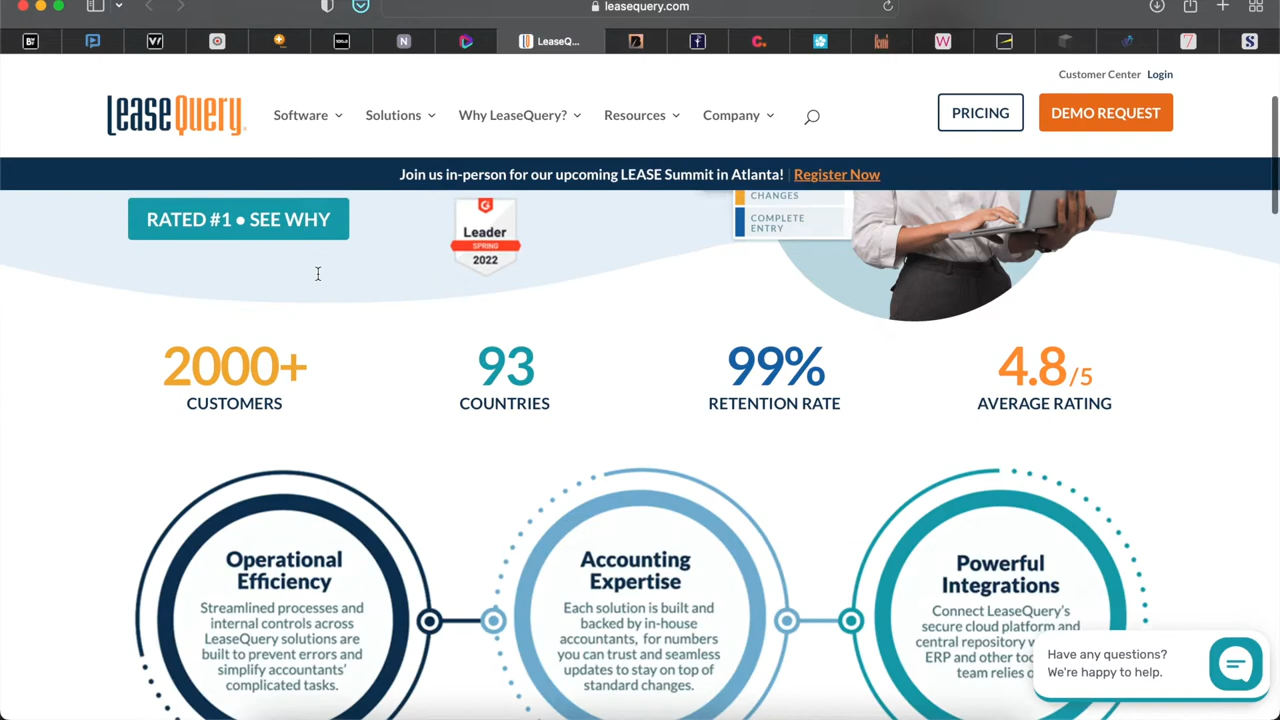 leasequery.com
LeaseQ...
Customer Center Login
LeaseQuery
Software
Solutions
Why LeaseQuery?
Resources
Company
PRICING
DEMO REQUEST
Join us in-person for our upcoming LEASE Summit in Atlanta! | Register Now
CHANGES
COMPLETE
ENTRY
RATED #1 • SEE WHY
Leader
SPRING
2022
2000+
CUSTOMERS
93
COUNTRIES
99%
RETENTION RATE
4.8/5
AVERAGE RATING
Operational
Efficiency
Streamlined processes and
internal controls across
LeaseQuery solutions are
built to prevent errors and
simplify accountants’
complicated tasks.
Accounting
Expertise
Each solution is built and
backed by in-house
accountants, for numbers
you can trust and seamless
updates to stay on top of
standard changes.
Powerful
Integrations
Connect LeaseQuery’s
secure cloud platform and
central repository
ERP and other
team relies
Have any questions?
We're happy to help.